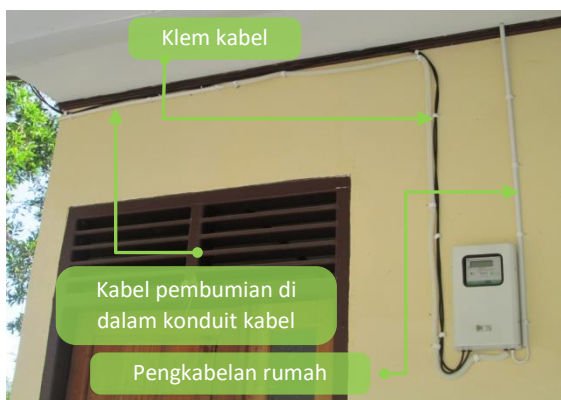 Klem kabel
Kabel pembumian di
dalam konduit kabel
Pengkabelan rumah